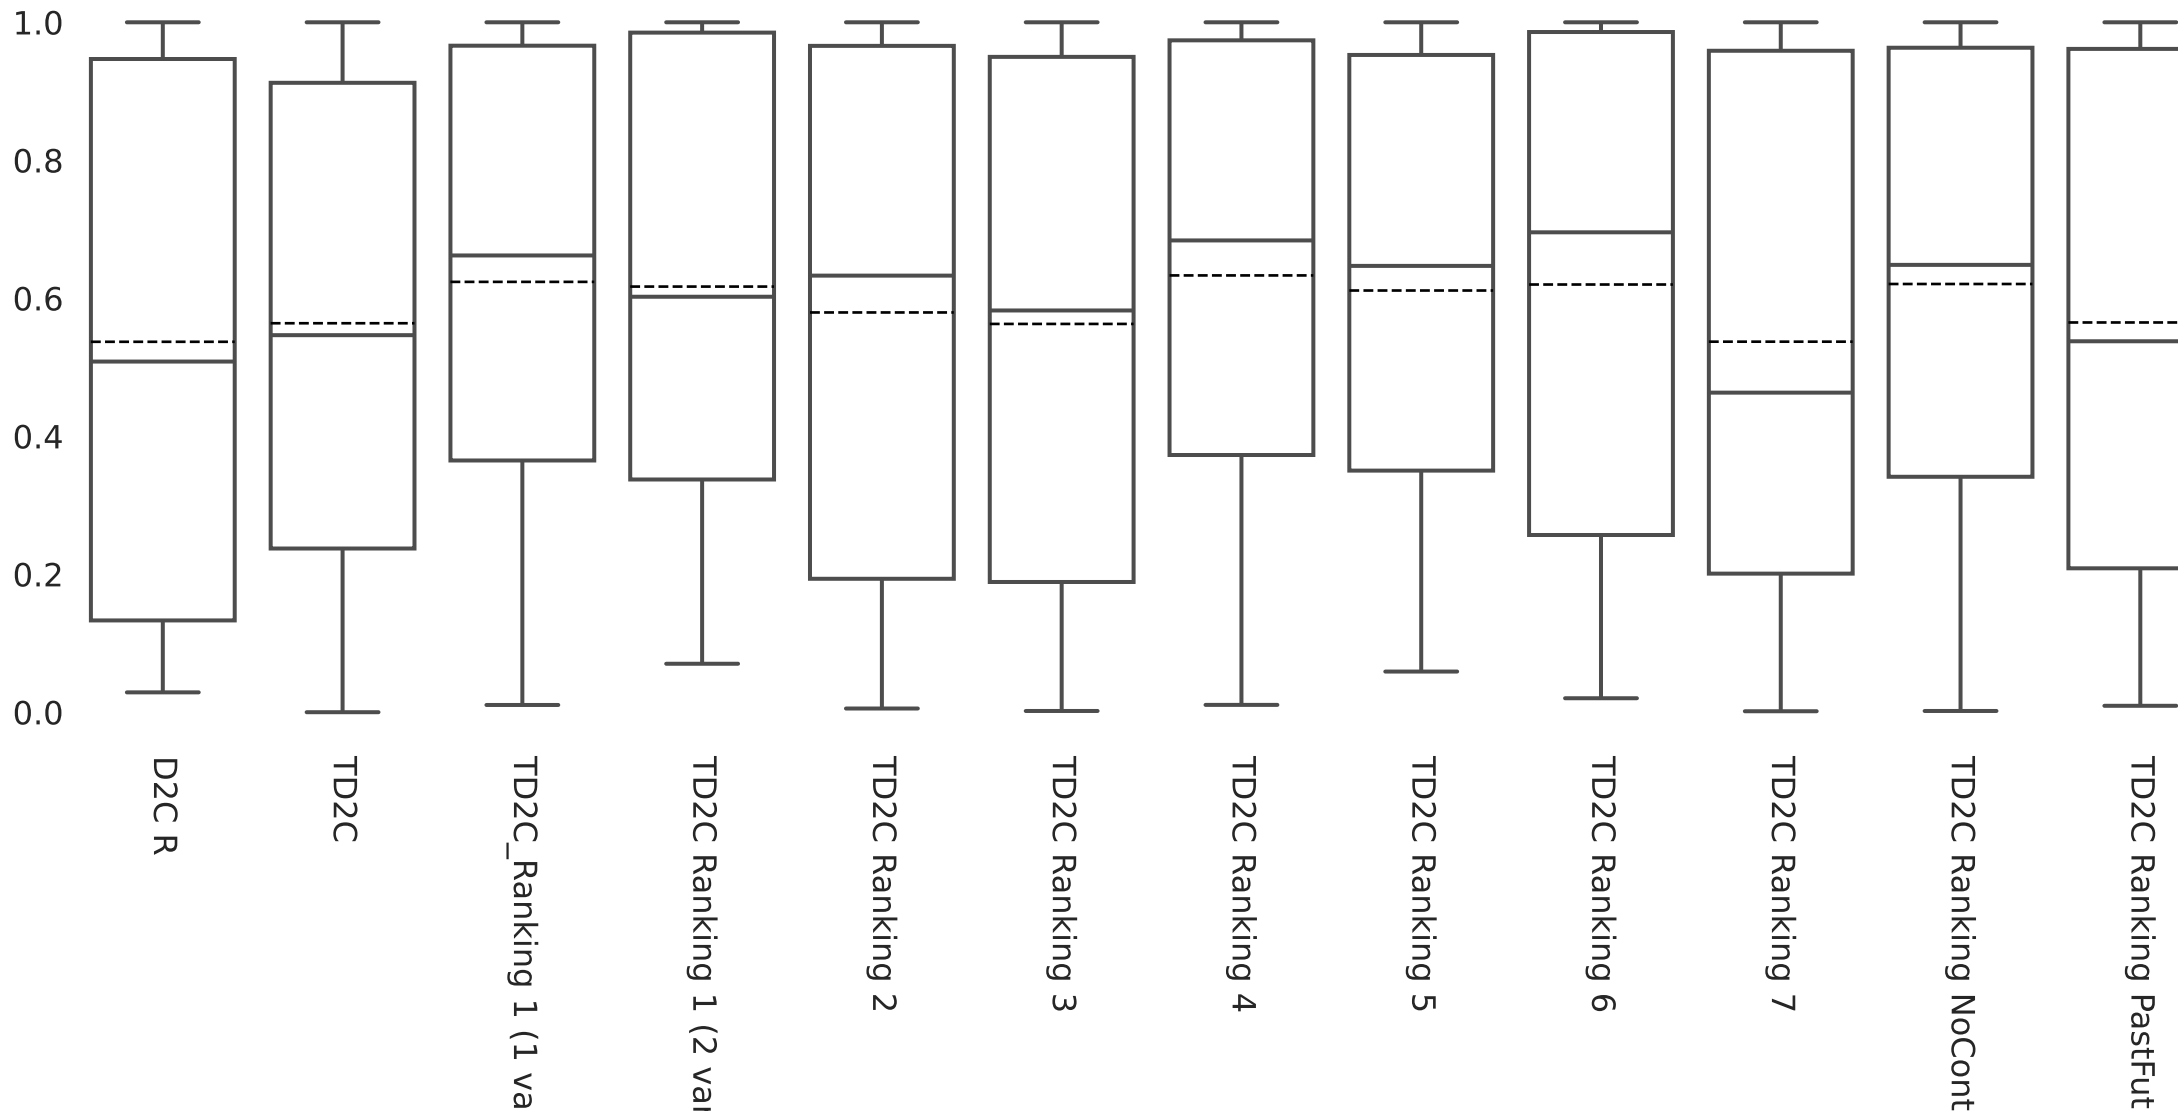 1.0
0.8
0.6
0.4
0.2
0.0
D2C R
TD2C
TD2C_Ranking 1 (1 va
TD2C Ranking 1 (2 var
TD2C Ranking 2
TD2C Ranking 3
TD2C Ranking 4
TD2C Ranking 5
TD2C Ranking 6
TD2C Ranking 7
TD2C Ranking NoCont
TD2C Ranking PastFut